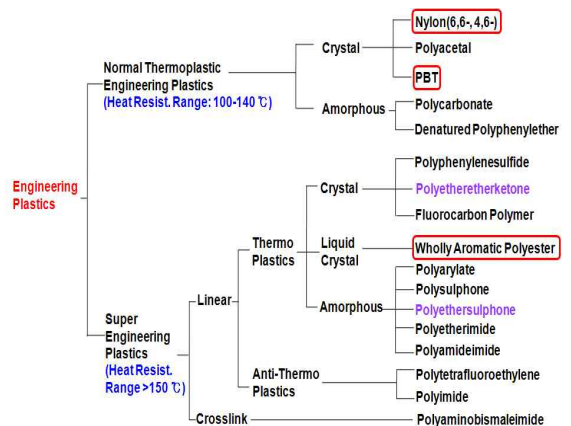 Engineering
Plastics
Normal Thermoplastic
Engineering Plastics
(Heat Resist. Range: 100-140 ℃)
Crystal
Nylon(6,6-, 4,6-)
Polyacetal
PBT
Amorphous
Polycarbonate
Denatured Polyphenylether
Super
Engineering
Plastics
(Heat Resist.
Range >150 ℃)
Linear
Thermo
Plastics
Crystal
Polyphenylenesulfide
Polyetheretherketone
Fluorocarbon Polymer
Liquid
Crystal
Wholly Aromatic Polyester
Amorphous
Polyarylate
Polysulphone
Polyethersulphone
Polyetherimide
Polyamideimide
Anti-Thermo
Plastics
Polytetrafluoroethylene
Polyimide
Crosslink
Polyaminobismaleimide